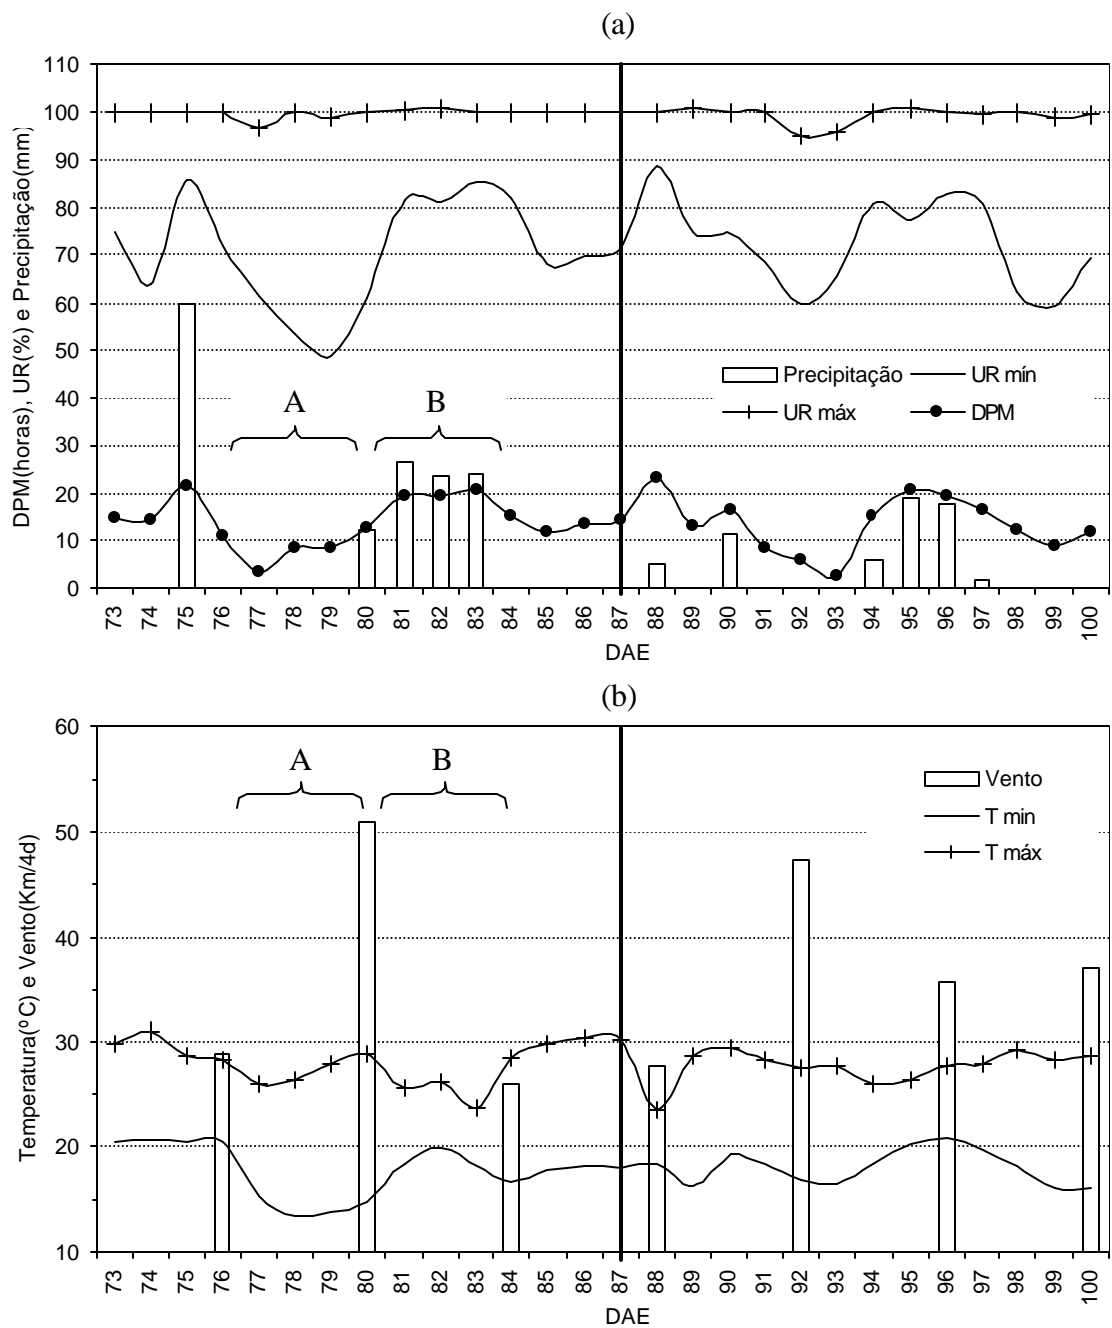 (a)
DPM(horas), UR(%) e Precipitação(mm)
110
100
90
80
70
60
50
40
30
20
10
0
A
B
Precipitação
UR mín
UR máx
DPM
73 74 75 76 77 78 79 80 81 82 83 84 85 86 87 88 89 90 91 92 93 94 95 96 97 98 99 100
DAE
(b)
Temperatura(ºC) e Vento(Km/4d)
60
50
40
30
20
10
A
B
Vento
T min
T máx
73 74 75 76 77 78 79 80 81 82 83 84 85 86 87 88 89 90 91 92 93 94 95 96 97 98 99 100
DAE